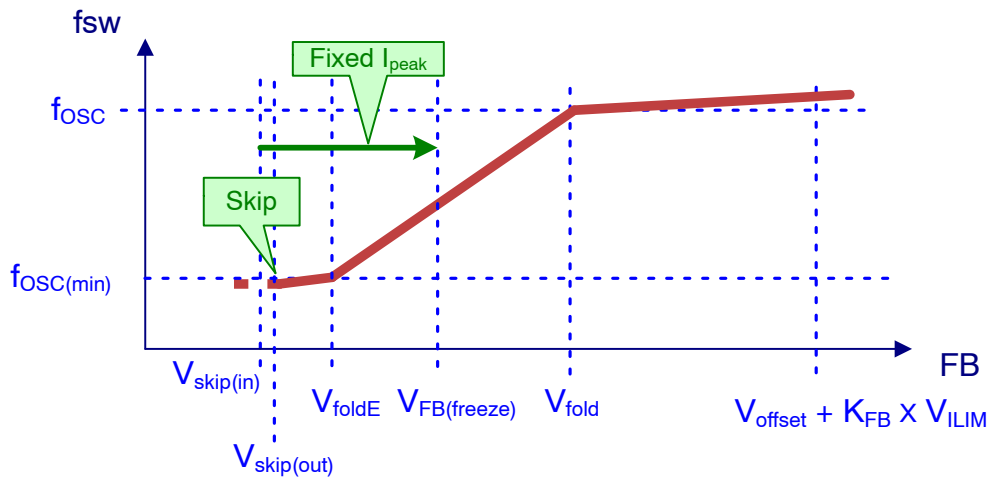 fsw
Fixed Ipeak
fOSC
Skip
fOSC(min)
FB
Vskip(in)
VfoldE
VFB(freeze)
Vfold
Voffset + KFB X VILIM
Vskip(out)